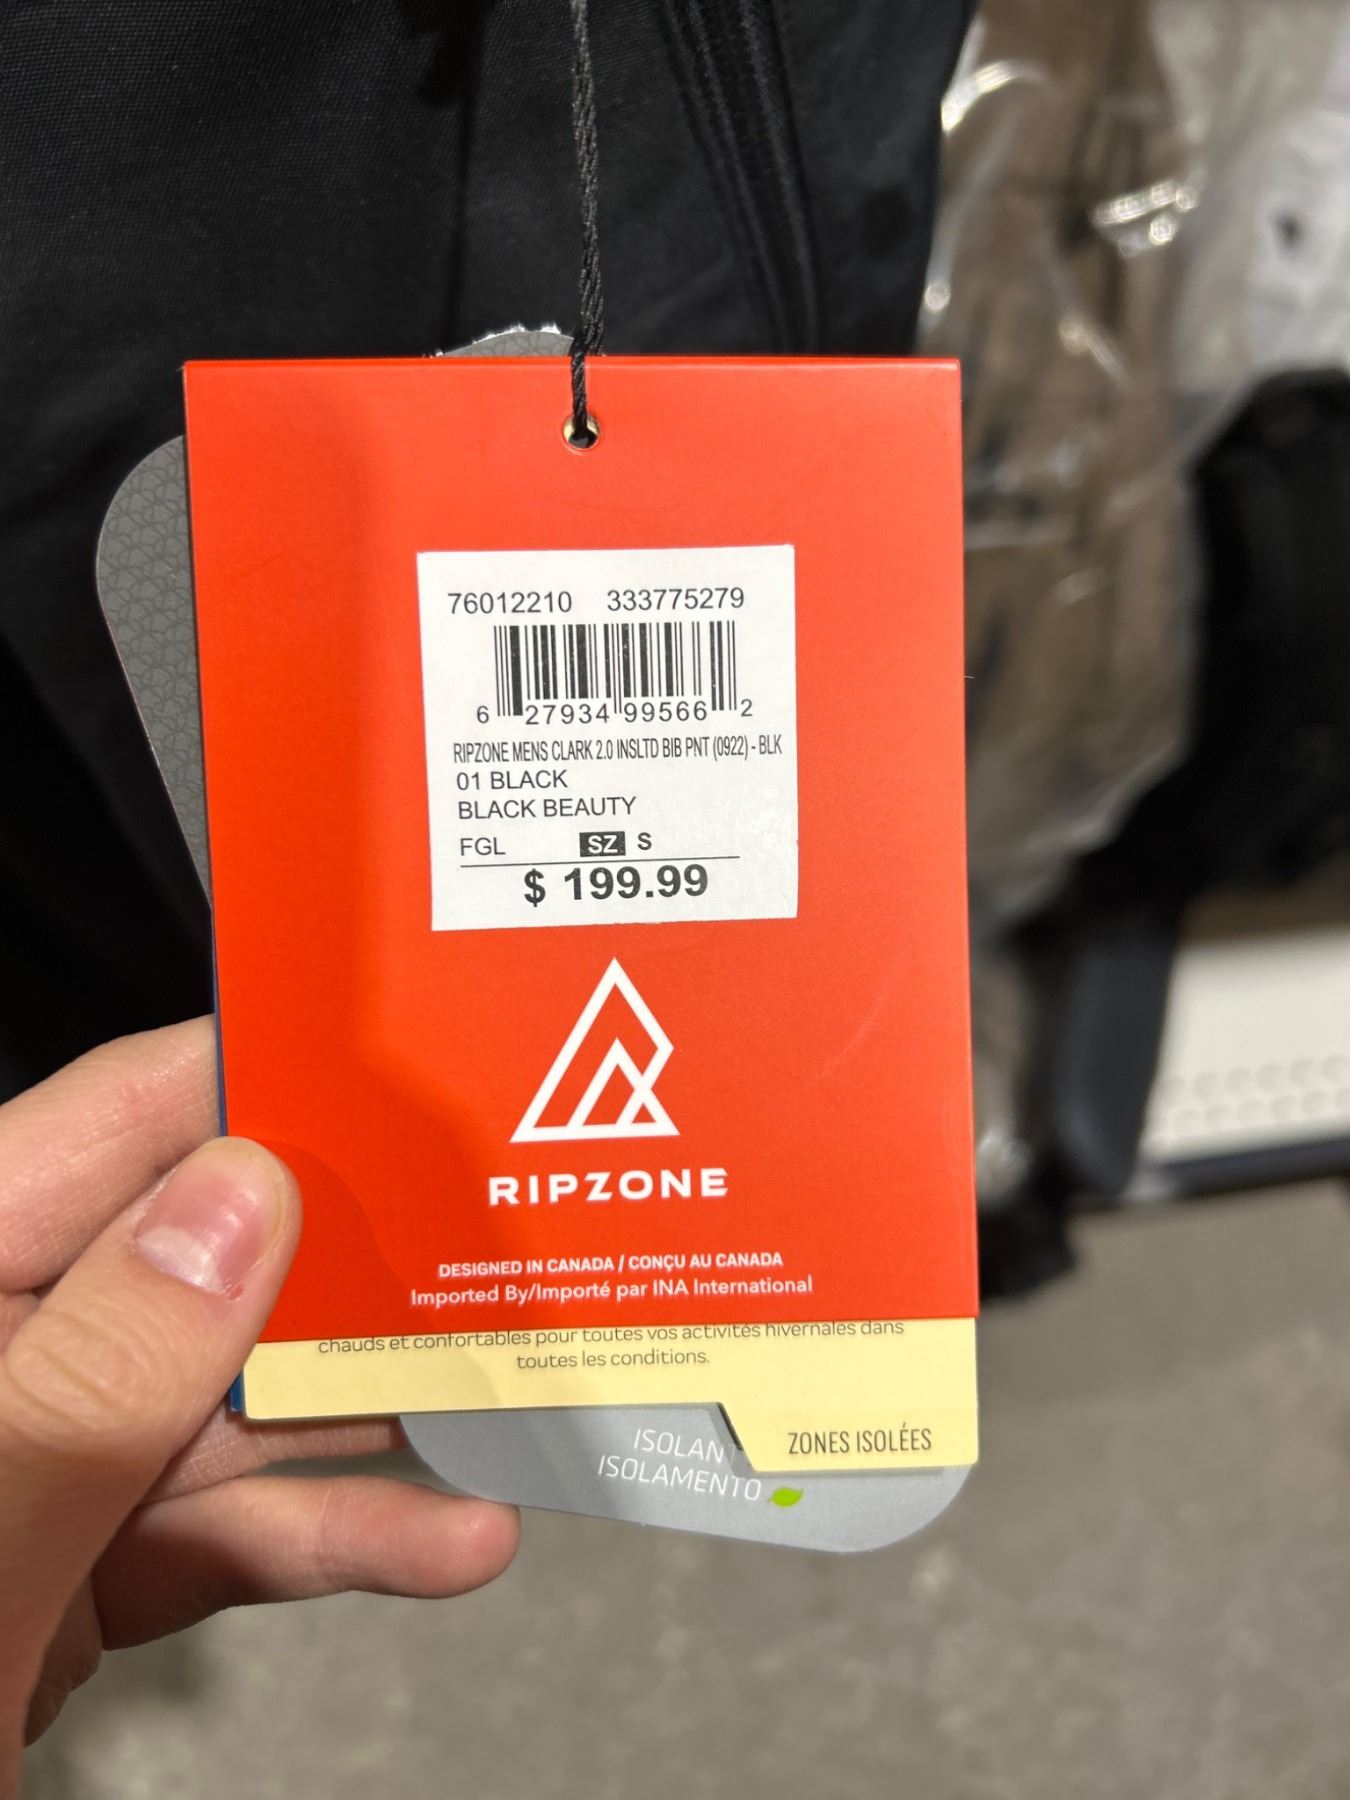 76012210 333775279
6 27934 99566 2
RIPZONE MENS CLARK 2.0 INSLTD BIB PNT (0922) - BLK
01 BLACK
BLACK BEAUTY
FGL SZ S
$ 199.99
RIPZONE
DESIGNED IN CANADA / CONÇU AU CANADA
Imported By/Importé par INA International
chauds et confortables pour toutes vos activités hivernales dans
toutes les conditions.
ZONES ISOLÉES
ISOLAN
ISOLAMENTO